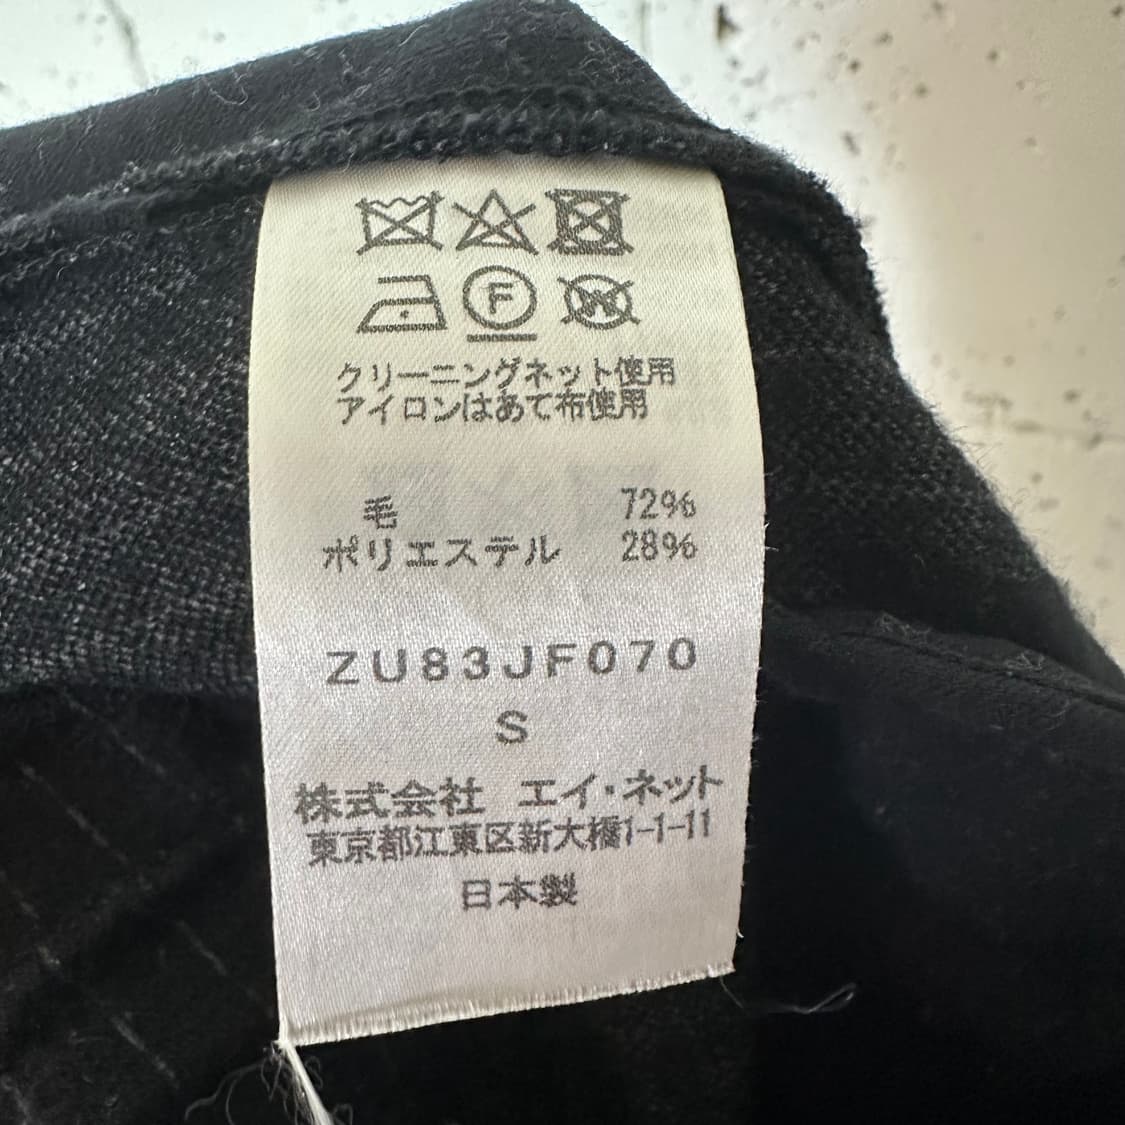 F W
クリーニングネット使用
アイロンはあて布使用
毛 72%
ポリエステル 28%
ZU83JF070
S
株式会社 エイ・ネット
東京都江東区新大橋1-1-11
日本製